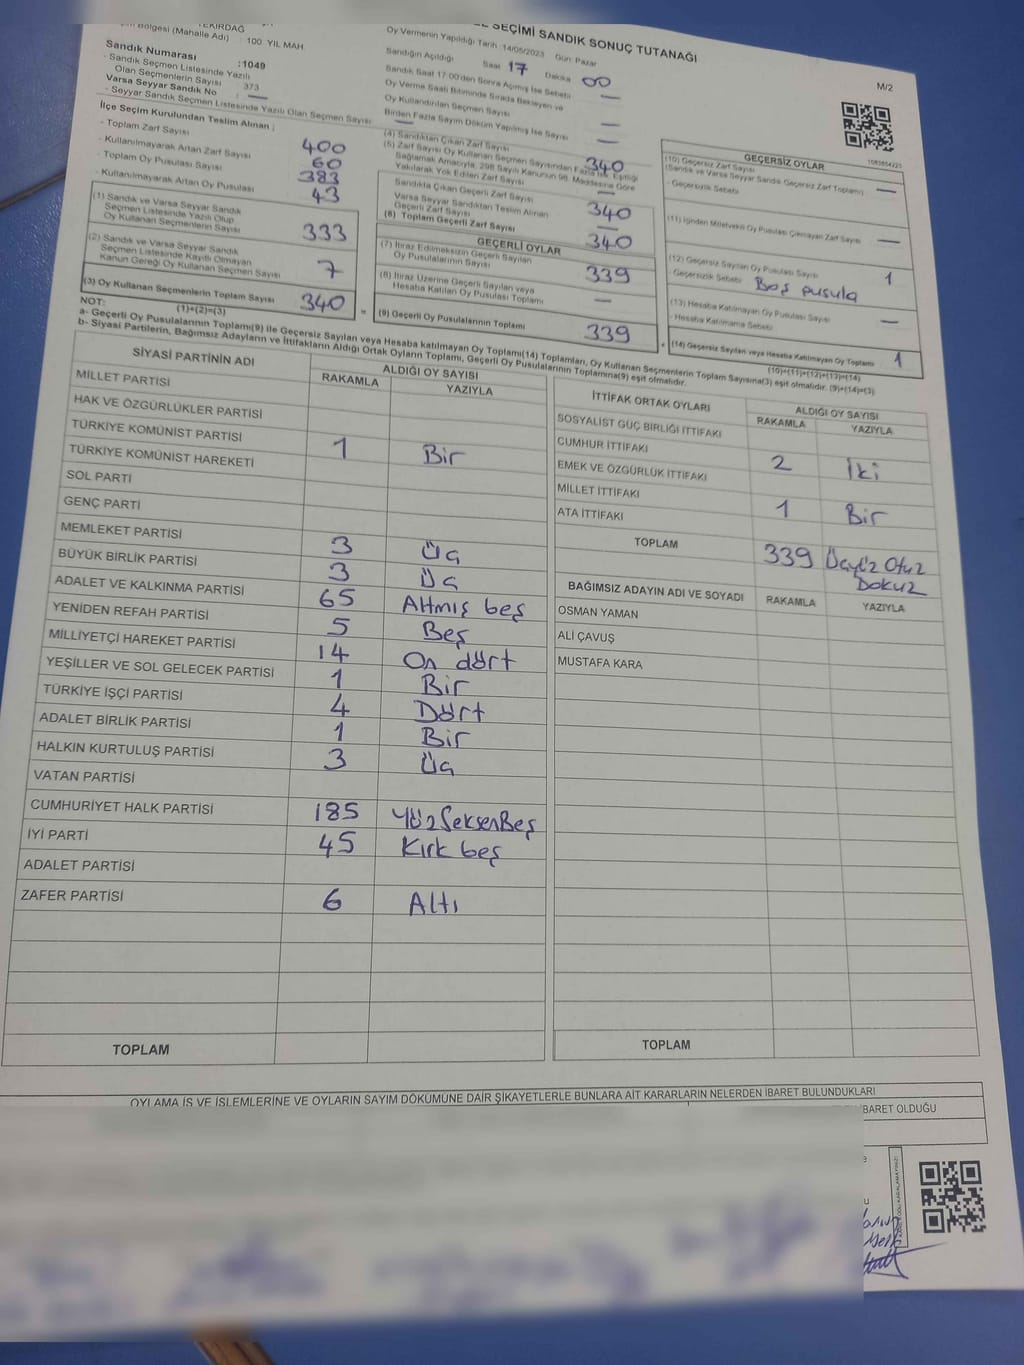 TEKİRDAĞ
Bölgesi (Mahalle Adı) : 100 YIL MAH.
Sandık Numarası :1049
- Sandık Seçmen Listesinde Yazılı
Olan Seçmenlerin Sayısı 373
Varsa Seyyar Sandık No : —
- Seyyar Sandık Seçmen Listesinde Yazılı Olan Seçmen Sayısı —
İlçe Seçim Kurulundan Teslim Alınan ;
- Toplam Zarf Sayısı 400
- Kullanılmayarak Artan Zarf Sayısı 60
- Toplam Oy Pusulası Sayısı 383
- Kullanılmayarak Artan Oy Pusulası 43
(1) Sandık ve Varsa Seyyar Sandık
Seçmen Listesinde Yazılı Olup
Oy Kullanan Seçmenlerin Sayısı 333
(2) Sandık ve Varsa Seyyar Sandık
Seçmen Listesinde Kayıtlı Olmayan
Kanun Gereği Oy Kullanan Seçmen Sayısı 7
(3) Oy Kullanan Seçmenlerin Toplam Sayısı 340
(1)+(2)=(3)
SEÇİMİ SANDIK SONUÇ TUTANAĞI
Oy Vermenin Yapıldığı Tarih :14/05/2023 Gün: Pazar
Sandığın Açıldığı Saat 17 Dakika 00
Sandık Saat 17:00'den Sonra Açılmış İse Sebebi —
Oy Verme Saati Bitiminde Sırada Bekleyen ve
Oy Kullandırılan Seçmen Sayısı —
Birden Fazla Sayım Döküm Yapılmış İse Sayısı —
(4) Sandıktan Çıkan Zarf Sayısı 340
(5) Zarf Sayısı Oy Kullanan Seçmen Sayısından Fazla İse, Eşitliği
Sağlamak Amacıyla, 298 Sayılı Kanunun 98. Maddesine Göre
Yakılarak Yok Edilen Zarf Sayısı —
Sandıkta Çıkan Geçerli Zarf Sayısı 340
Varsa Seyyar Sandıktan Teslim Alınan
Geçerli Zarf Sayısı —
(6) Toplam Geçerli Zarf Sayısı 340
GEÇERLİ OYLAR
(7) İtiraz Edilmeksizin Geçerli Sayılan
Oy Pusulalarının Sayısı 339
(8) İtiraz Üzerine Geçerli Sayılan veya
Hesaba Katılan Oy Pusulası Toplamı —
(9) Geçerli Oy Pusulalarının Toplamı 339
M/2
GEÇERSİZ OYLAR
(10) Geçersiz Zarf Sayısı
(Sandık ve Varsa Seyyar Sandık Geçersiz Zarf Toplamı) —
- Geçersizlik Sebebi
(11) İçinden Milletvekili Oy Pusulası Çıkmayan Zarf Sayısı —
(12) Geçersiz Sayılan Oy Pusulası Sayısı 1
- Geçersizlik Sebebi Boş pusula
(13) Hesaba Katılmayan Oy Pusulası Sayısı —
- Hesaba Katılmama Sebebi
(14) Geçersiz Sayılan veya Hesaba Katılmayan Oy Toplamı 1
(10)+(11)+(12)+(13)=(14)
NOT:
a- Geçerli Oy Pusulalarının Toplamı(9) ile Geçersiz Sayılan veya Hesaba katılmayan Oy Toplamı(14) Toplamları, Oy Kullanan Seçmenlerin Toplam Sayısına(3) eşit olmalıdır. (9)+(14)=(3)
b- Siyasi Partilerin, Bağımsız Adayların ve İttifakların Aldığı Ortak Oyların Toplamı, Geçerli Oy Pusulalarının Toplamına(9) eşit olmalıdır.
SİYASİ PARTİNİN ADI ALDIĞI OY SAYISI
RAKAMLA YAZIYLA
MİLLET PARTİSİ
HAK VE ÖZGÜRLÜKLER PARTİSİ
TÜRKİYE KOMÜNİST PARTİSİ 1 Bir
TÜRKİYE KOMÜNİST HAREKETİ
SOL PARTİ
GENÇ PARTİ
MEMLEKET PARTİSİ 3 Üç
BÜYÜK BİRLİK PARTİSİ 3 Üç
ADALET VE KALKINMA PARTİSİ 65 Altmış beş
YENİDEN REFAH PARTİSİ 5 Beş
MİLLİYETÇİ HAREKET PARTİSİ 14 On dört
YEŞİLLER VE SOL GELECEK PARTİSİ 1 Bir
TÜRKİYE İŞÇİ PARTİSİ 4 Dört
ADALET BİRLİK PARTİSİ 1 Bir
HALKIN KURTULUŞ PARTİSİ 3 Üç
VATAN PARTİSİ
CUMHURİYET HALK PARTİSİ 185 YüzSeksenBeş
İYİ PARTİ 45 Kırk beş
ADALET PARTİSİ
ZAFER PARTİSİ 6 Altı
TOPLAM
İTTİFAK ORTAK OYLARI ALDIĞI OY SAYISI
RAKAMLA YAZIYLA
SOSYALİST GÜÇ BİRLİĞİ İTTİFAKI
CUMHUR İTTİFAKI 2 İki
EMEK VE ÖZGÜRLÜK İTTİFAKI
MİLLET İTTİFAKI 1 Bir
ATA İTTİFAKI
TOPLAM 339 Üçyüz Otuz
Dokuz
BAĞIMSIZ ADAYIN ADI VE SOYADI RAKAMLA YAZIYLA
OSMAN YAMAN
ALİ ÇAVUŞ
MUSTAFA KARA
TOPLAM
OYLAMA İŞ VE İŞLEMLERİNE VE OYLARIN SAYIM DÖKÜMÜNE DAİR ŞİKAYETLERLE BUNLARA AİT KARARLARIN NELERDEN İBARET BULUNDUKLARI
BARET OLDUĞU